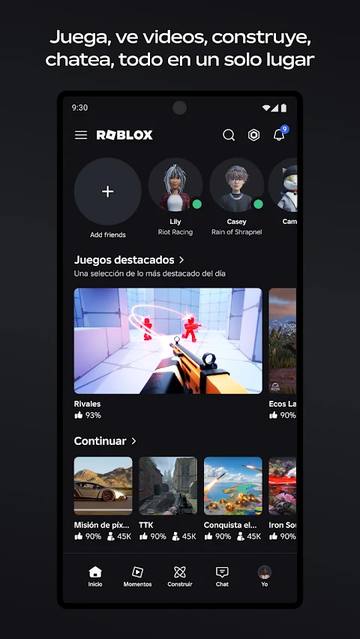 Juega, ve videos, construye,
chatea, todo en un solo lugar
9:30
ROBLOX
9
Add friends
Lily
Riot Racing
Casey
Rain of Shrapnel
Cam
Juegos destacados
Una selección de lo más destacado del día
Rivales
93%
Ecos La
90%
Continuar
Misión de píx...
90% 45K
TTK
90% 45K
Conquista el...
90% 45K
Iron Sou
90%
Inicio
Momentos
Construir
Chat
Yo